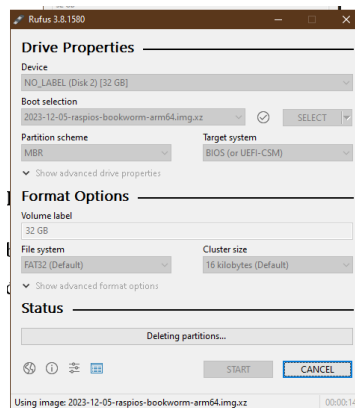 Rufus 3.8.1580
Drive Properties
Device
NO_LABEL (Disk 2) [32 GB]
Boot selection
2023-12-05-raspios-bookworm-arm64.img.xz
SELECT
Partition scheme Target system
MBR BIOS (or UEFI-CSM)
Show advanced drive properties
Format Options
Volume label
32 GB
File system Cluster size
FAT32 (Default) 16 kilobytes (Default)
Show advanced format options
Status
Deleting partitions...
START CANCEL
Using image: 2023-12-05-raspios-bookworm-arm64.img.xz 00:00:14